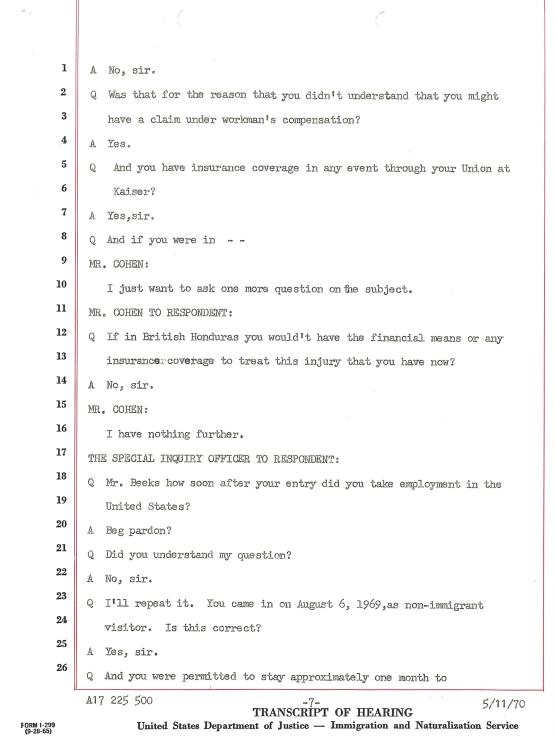 1 A No, sir.
2 Q Was that for the reason that you didn't understand that you might
3 have a claim under workman's compensation?
4 A Yes.
5 Q And you have insurance coverage in any event through your Union at
6 Kaiser?
7 A Yes,sir.
8 Q And if you were in - -
9 MR. COHEN:
10 I just want to ask one more question on the subject.
11 MR. COHEN TO RESPONDENT:
12 Q If in British Honduras you would't have the financial means or any
13 insurance coverage to treat this injury that you have now?
14 A No, sir.
15 MR. COHEN:
16 I have nothing further.
17 THE SPECIAL INQUIRY OFFICER TO RESPONDENT:
18 Q Mr. Beeks how soon after your entry did you take employment in the
19 United States?
20 A Beg pardon?
21 Q Did you understand my question?
22 A No, sir.
23 Q I'll repeat it. You came in on August 6, 1969,as non-immigrant
24 visitor. Is this correct?
25 A Yes, sir.
26 Q And you were permitted to stay approximately one month to
A17 225 500 -7- 5/11/70
TRANSCRIPT OF HEARING
FORM I-299
(9-28-65)
United States Department of Justice — Immigration and Naturalization Service